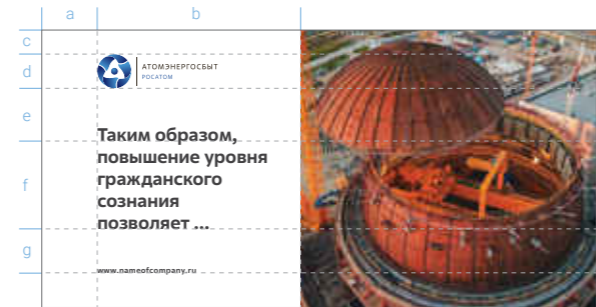 a
b
c
d
АТОМЭНЕРГОСБЫТ
РОСАТОМ
e
Таким образом,
повышение уровня
гражданского
f
сознания
позволяет ...
g
www.nameofcompany.ru